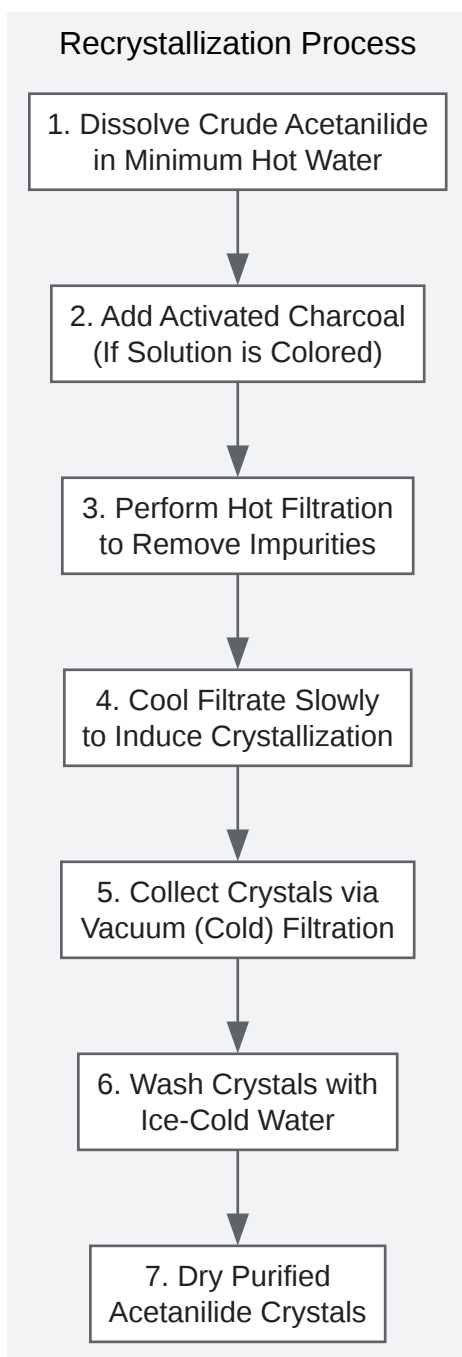 Recrystallization Process
1. Dissolve Crude Acetanilide
in Minimum Hot Water
2. Add Activated Charcoal
(If Solution is Colored)
3. Perform Hot Filtration
to Remove Impurities
4. Cool Filtrate Slowly
to Induce Crystallization
5. Collect Crystals via
Vacuum (Cold) Filtration
6. Wash Crystals with
Ice-Cold Water
7. Dry Purified
Acetanilide Crystals